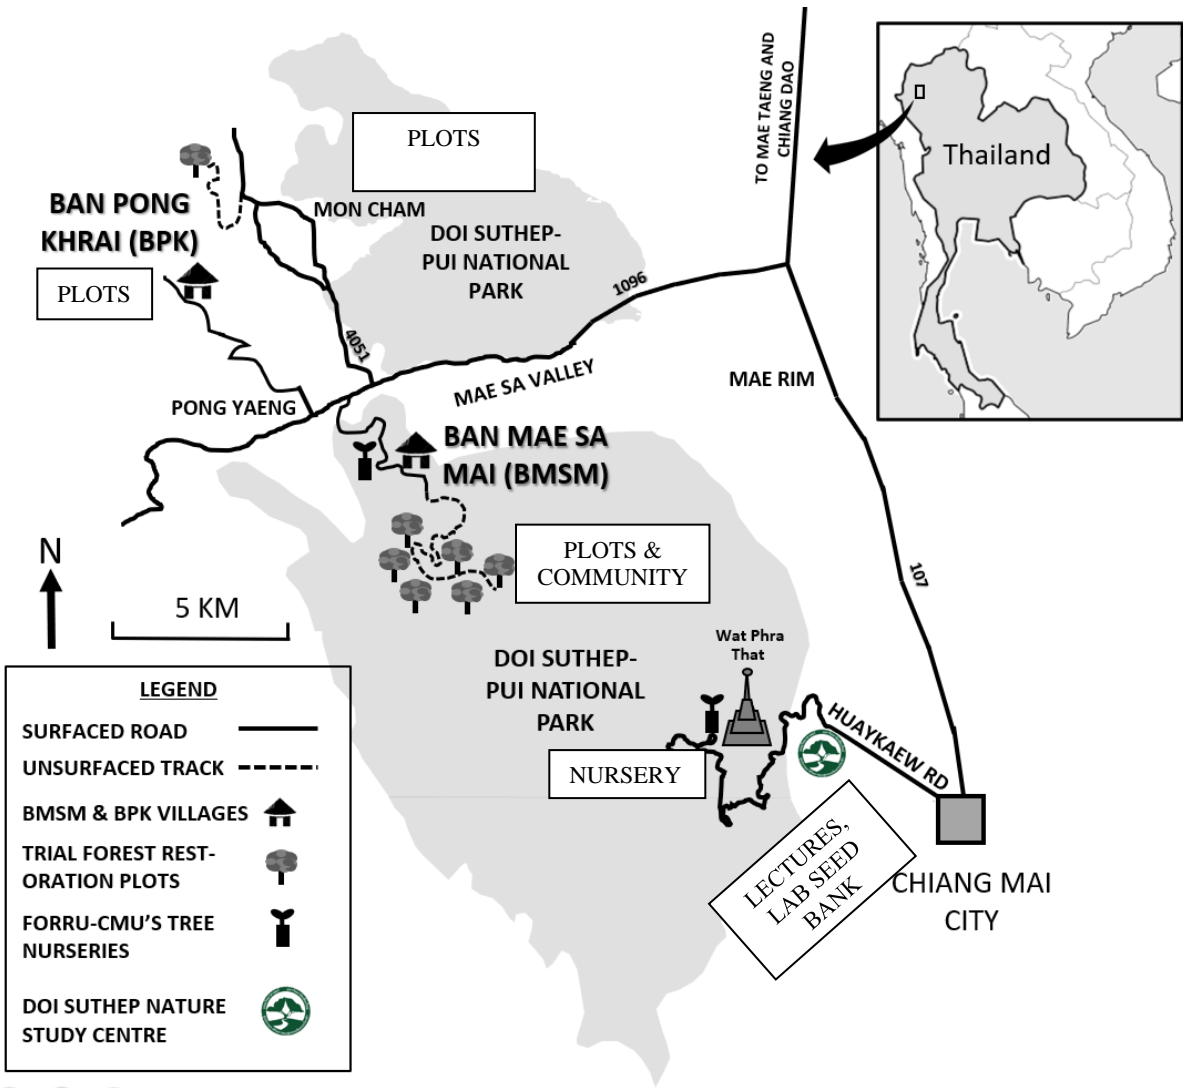 TO MAE TAENG AND
CHIANG DAO
Thailand
PLOTS
BAN PONG
KHRAI (BPK)
MON CHAM
DOI SUTHEP-
PUI NATIONAL
PARK
PLOTS
1096
4051
MAE SA VALLEY
MAE RIM
PONG YAENG
BAN MAE SA
MAI (BMSM)
PLOTS &
COMMUNITY
N
107
5 KM
Wat Phra
That
DOI SUTHEP-
PUI NATIONAL
PARK
NURSERY
HUAYKAEW RD
LECTURES,
LAB SEED
BANK
CHIANG MAI
CITY
LEGEND
SURFACED ROAD
UNSURFACED TRACK
BMSM & BPK VILLAGES
TRIAL FOREST REST-
ORATION PLOTS
FORRU-CMU'S TREE
NURSERIES
DOI SUTHEP NATURE
STUDY CENTRE